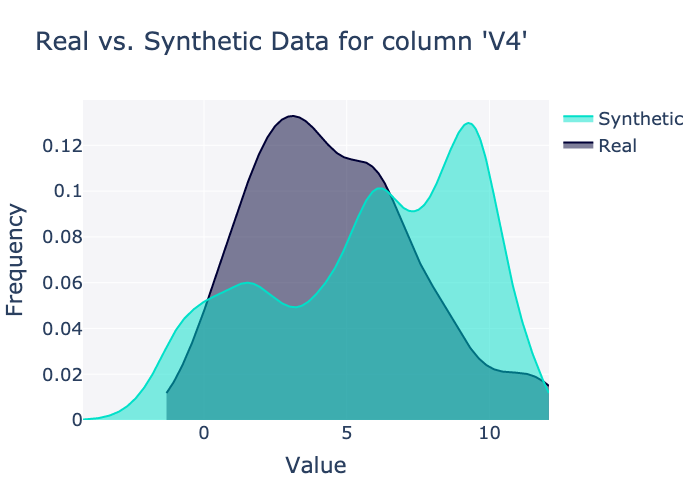 Real vs. Synthetic Data for column 'V4'
Synthetic
Real
Frequency
0.12
0.1
0.08
0.06
0.04
0.02
0
0 5 10
Value